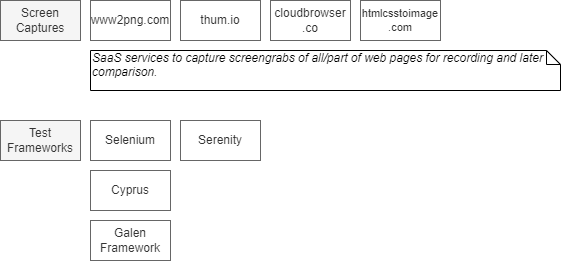 Screen
Captures
www2png.com
thum.io
cloudbrowser
.co
htmlcsstoimage
.com
SaaS services to capture screengrabs of all/part of web pages for recording and later
comparison.
Test
Frameworks
Selenium
Serenity
Cyprus
Galen
Framework